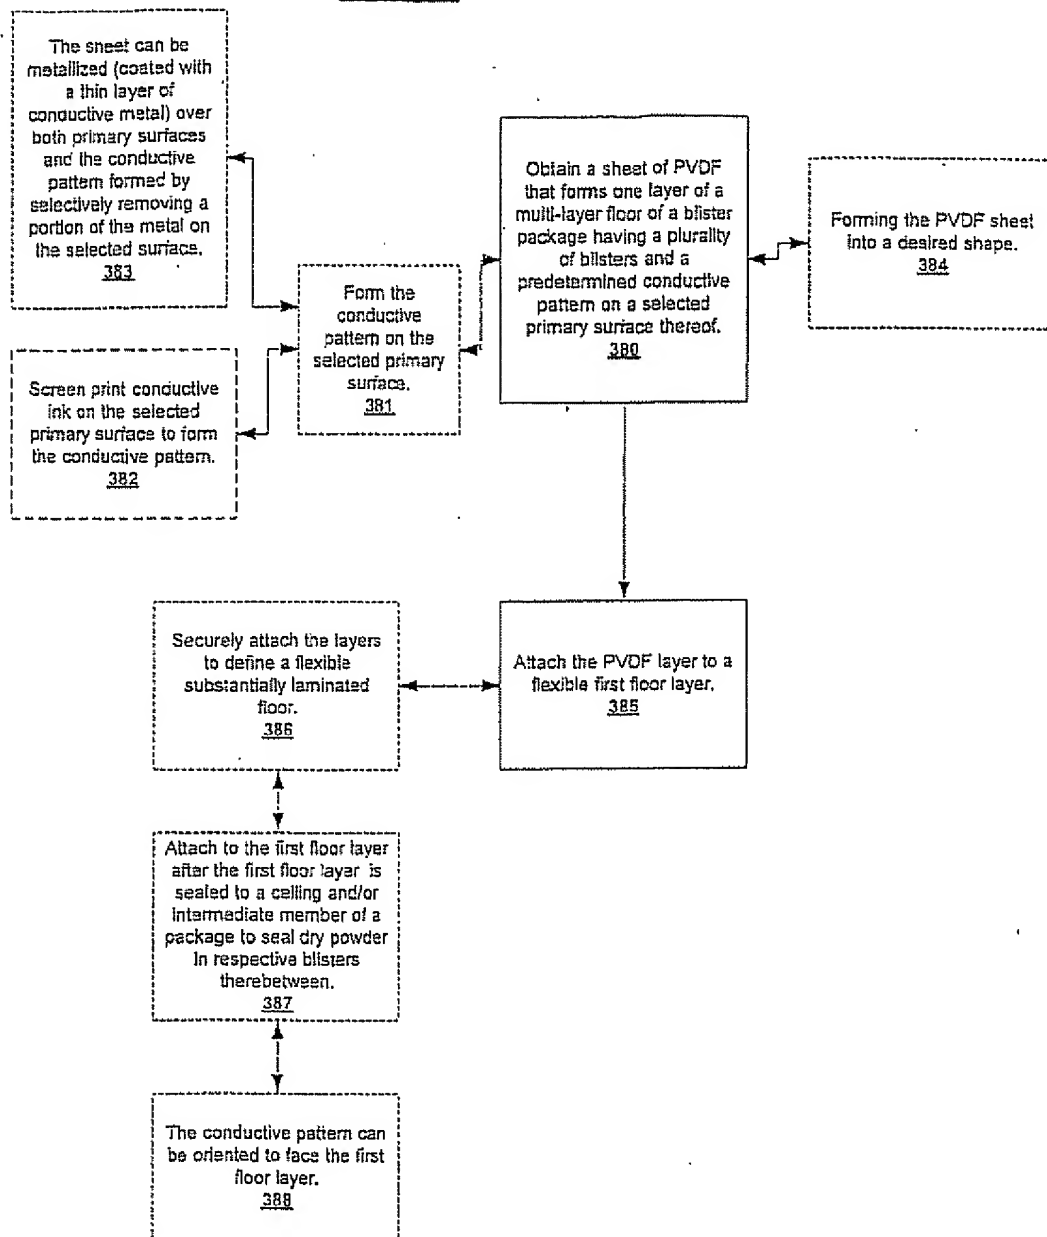 The sheet can be
metallized (coated with
a thin layer of
conductive metal) over
both primary surfaces
and the conductive
pattern formed by
selectively removing a
portion of the metal on
the selected surface.
383
Screen print conductive
ink on the selected
primary surface to form
the conductive pattern.
382
Form the
conductive
pattern on the
selected primary
surface.
381
Obtain a sheet of PVDF
that forms one layer of a
multi-layer floor of a blister
package having a plurality
of blisters and a
predetermined conductive
pattern on a selected
primary surface thereof.
380
Forming the PVDF sheet
into a desired shape.
384
Attach the PVDF layer to a
flexible first floor layer.
385
Securely attach the layers
to define a flexible
substantially laminated
floor.
386
Attach to the first floor layer
after the first floor layer is
sealed to a ceiling and/or
intermediate member of a
package to seal dry powder
in respective blisters
therebetween.
387
The conductive pattern can
be oriented to face the first
floor layer.
388